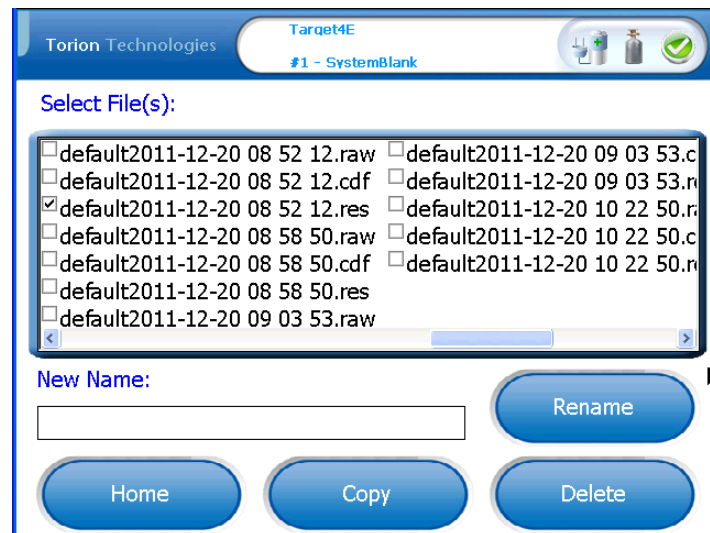 Torion Technologies
Target4E
#1 - SystemBlank
Select File(s):
default2011-12-20 08 52 12.raw
default2011-12-20 08 52 12.cdf
default2011-12-20 08 52 12.res
default2011-12-20 08 58 50.raw
default2011-12-20 08 58 50.cdf
default2011-12-20 08 58 50.res
default2011-12-20 09 03 53.raw
default2011-12-20 09 03 53.c
default2011-12-20 09 03 53.r
default2011-12-20 10 22 50.r
default2011-12-20 10 22 50.c
default2011-12-20 10 22 50.r
New Name:
Rename
Home
Copy
Delete